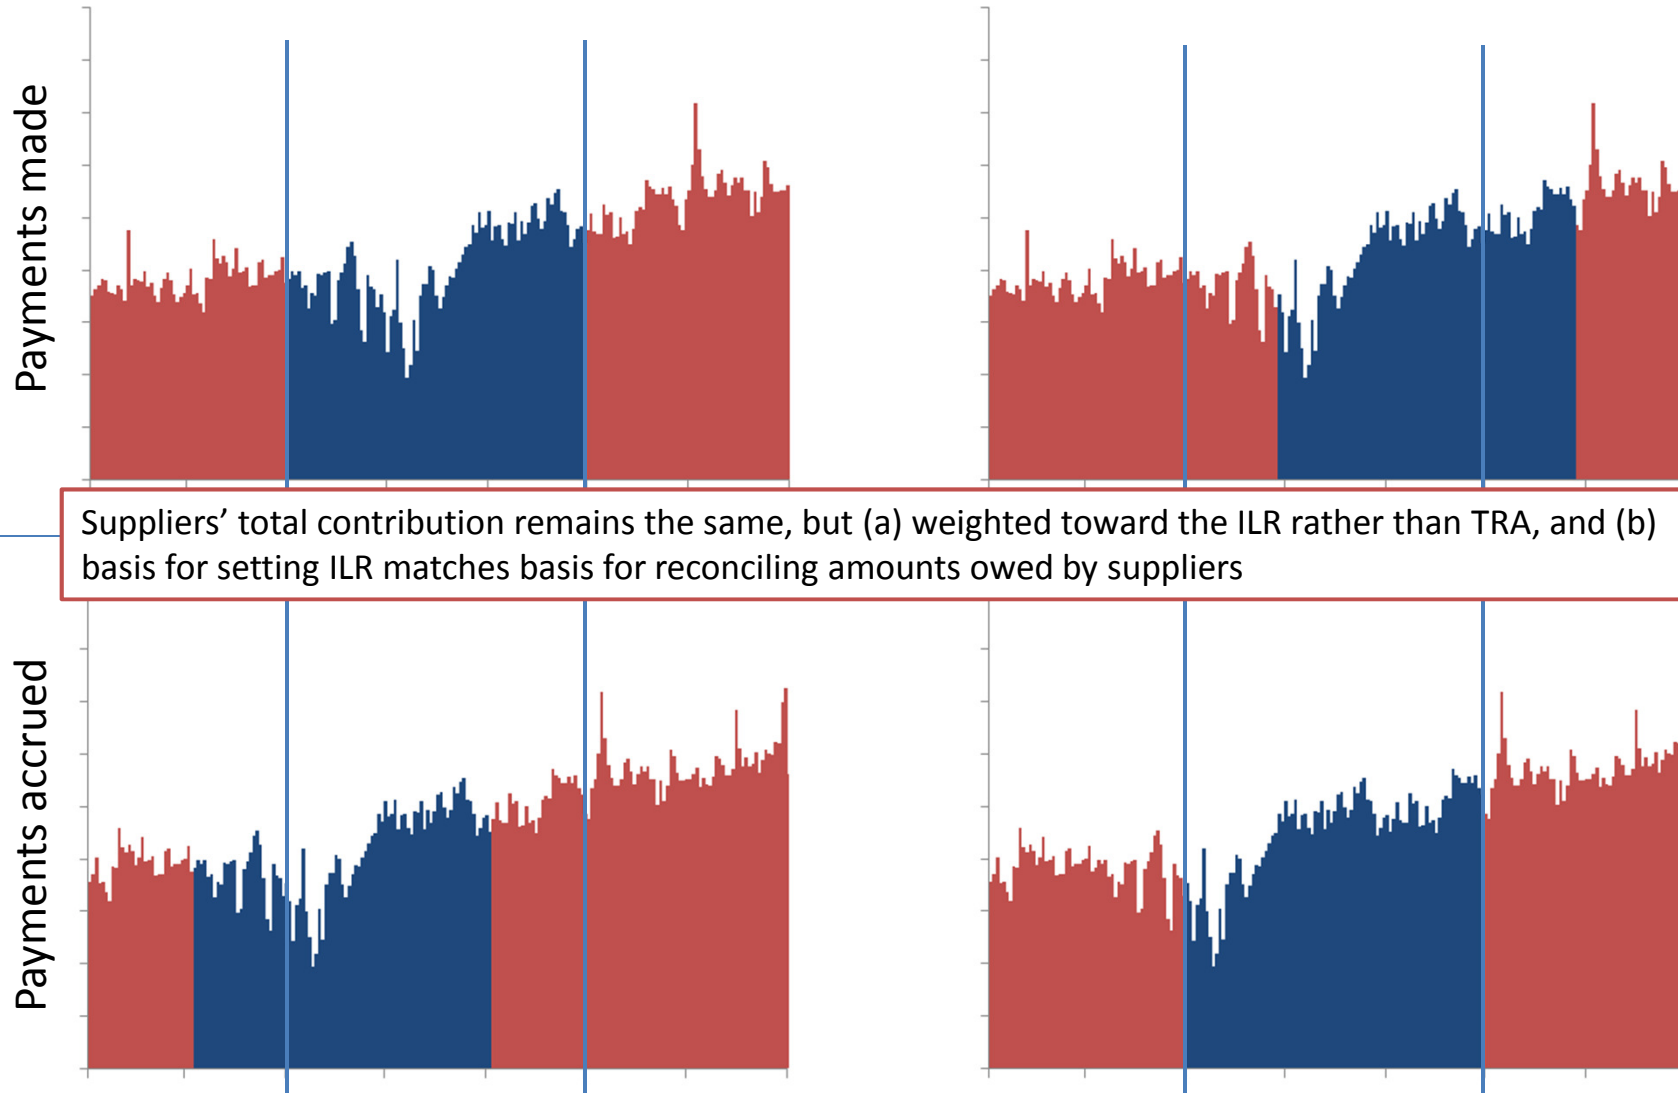 Payments made
Suppliers’ total contribution remains the same, but (a) weighted toward the ILR rather than TRA, and (b)
basis for setting ILR matches basis for reconciling amounts owed by suppliers
Payments accrued